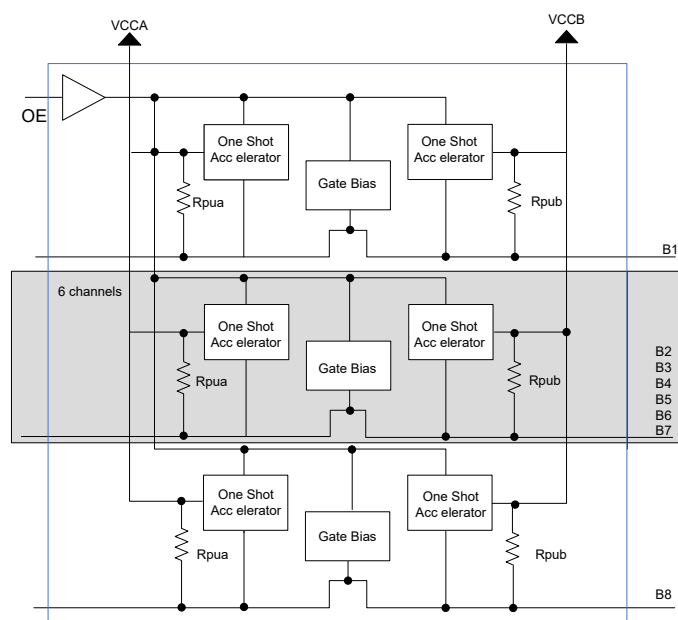 VCCA
VCCB
OE
One Shot
Acc elerator
One Shot
Acc elerator
Gate Bias
Rpua
Rpub
B1
6 channels
One Shot
Acc elerator
One Shot
Acc elerator
Gate Bias
Rpua
Rpub
B2
B3
B4
B5
B6
B7
One Shot
Acc elerator
One Shot
Acc elerator
Gate Bias
Rpua
Rpub
B8